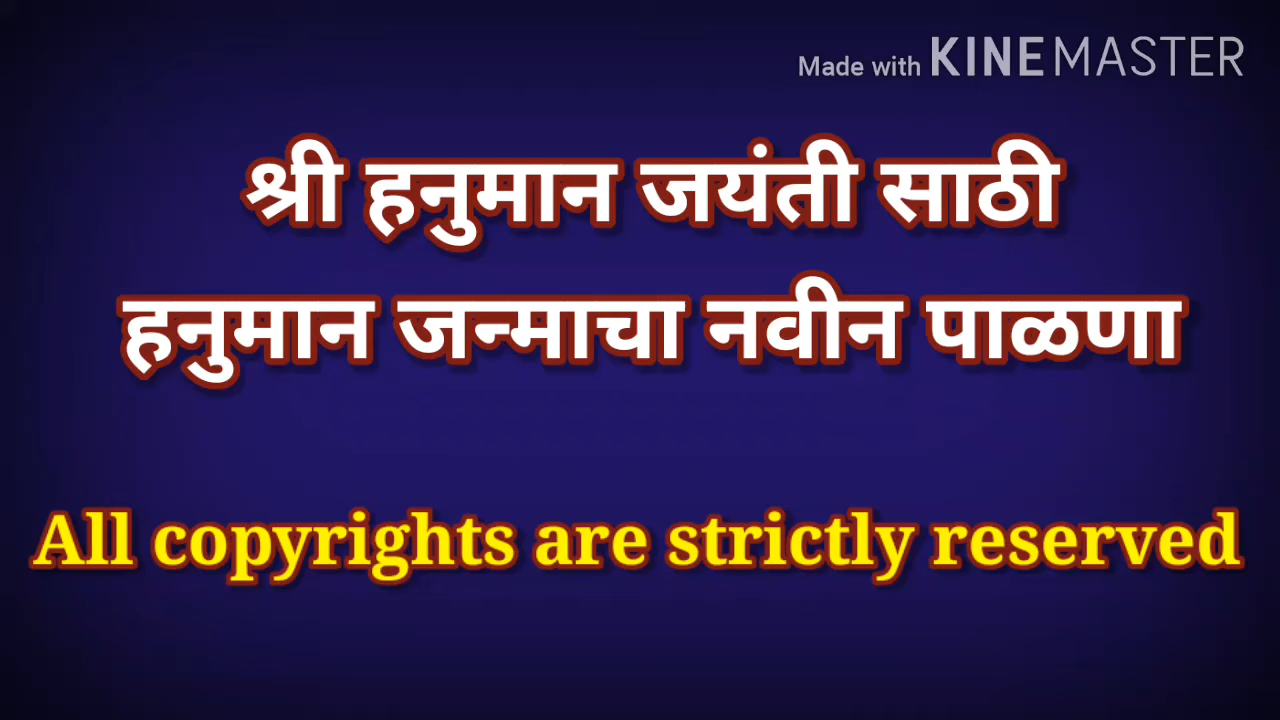 Made with KINEMASTER
श्री हनुमान जयंती साठी
हनुमान जन्माचा नवीन पाळणा
All copyrights are strictly reserved